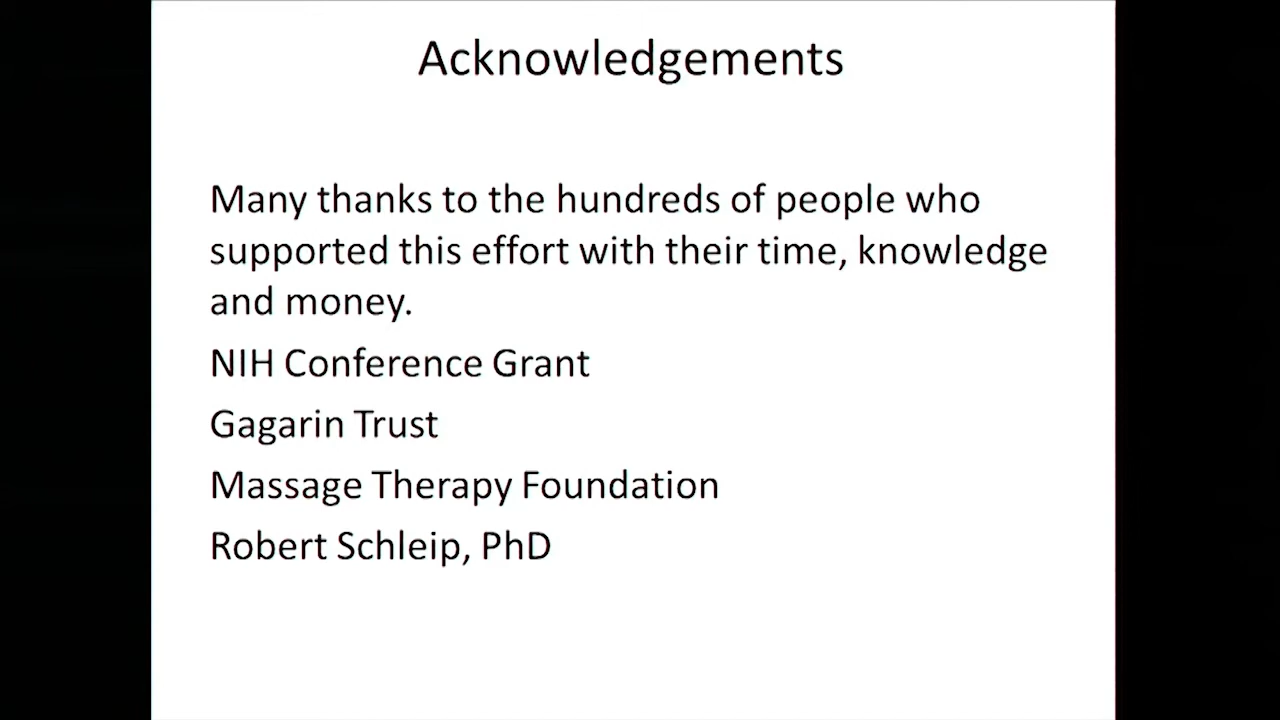 Acknowledgements
Many thanks to the hundreds of people who
supported this effort with their time, knowledge
and money.
NIH Conference Grant
Gagarin Trust
Massage Therapy Foundation
Robert Schleip, PhD